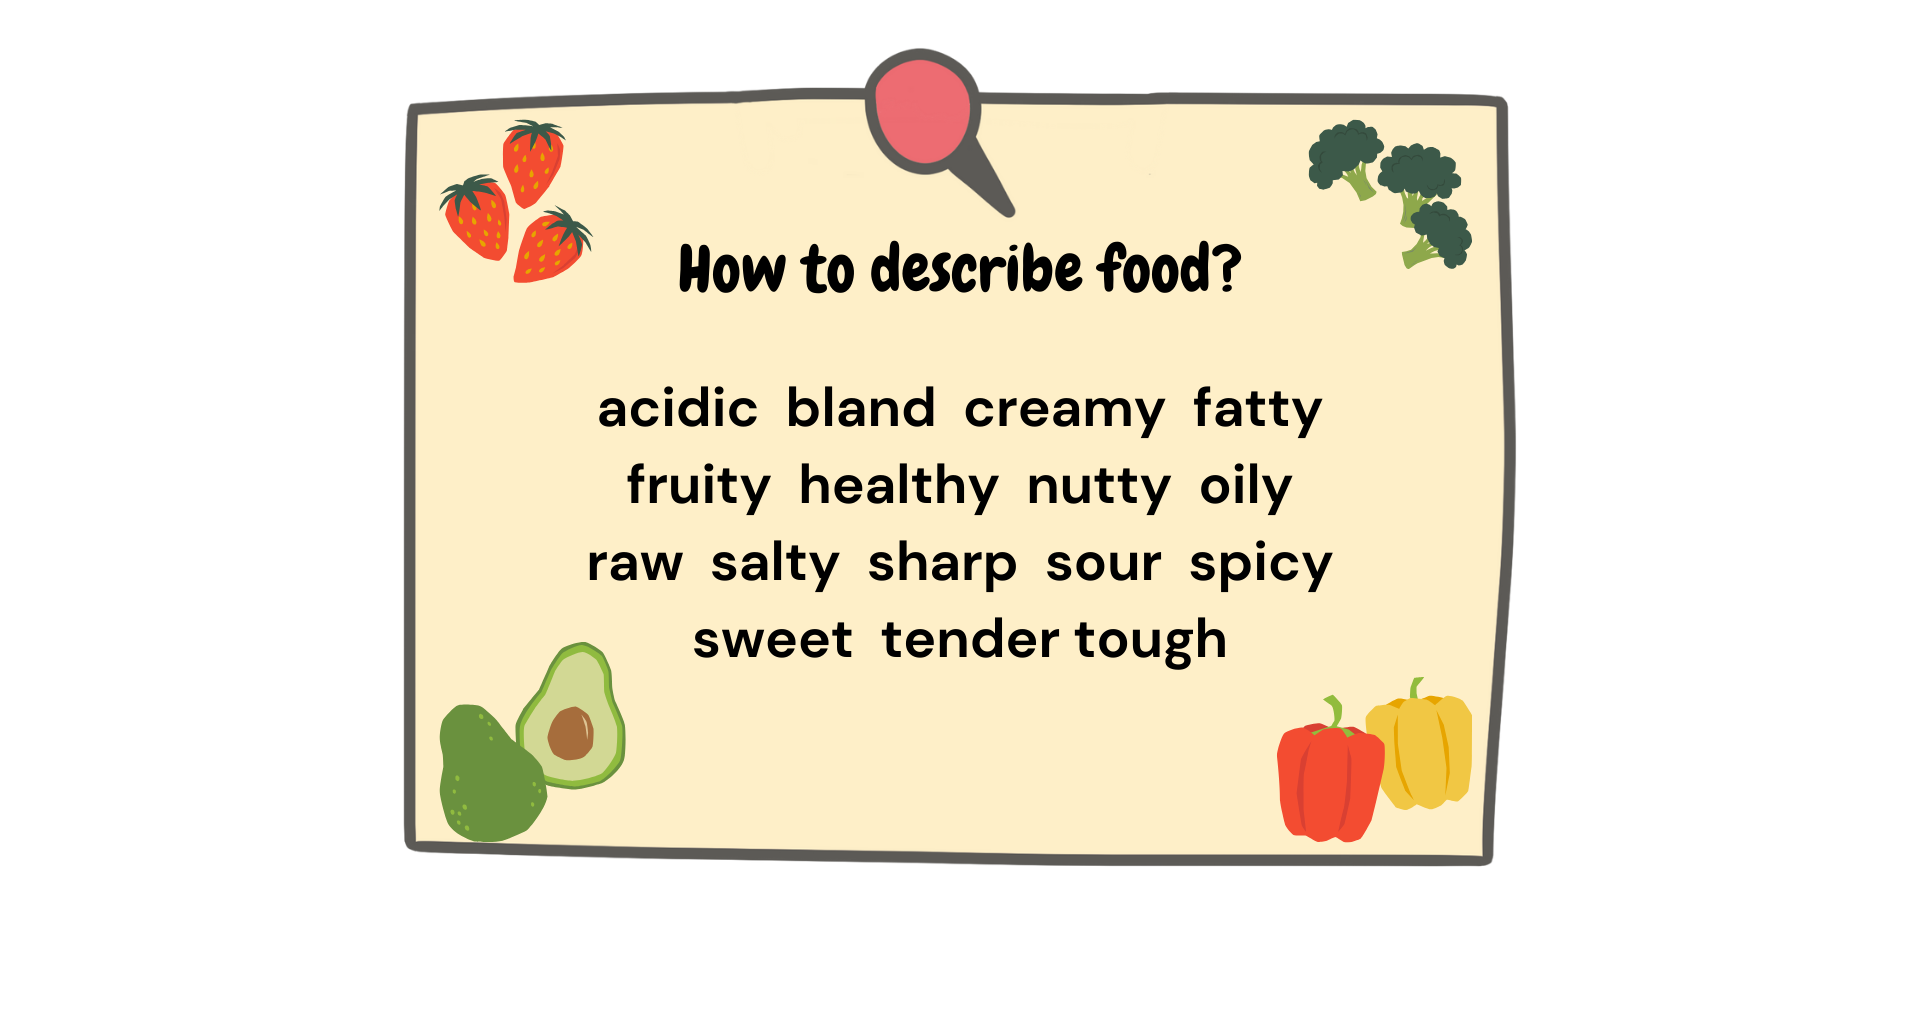 How to describe food?
acidic bland creamy fatty
fruity healthy nutty oily
raw salty sharp sour spicy
sweet tender tough